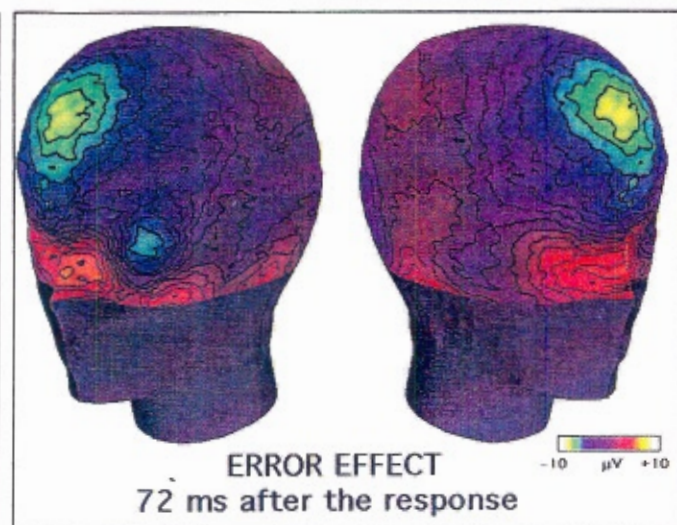 ERROR EFFECT
72 ms after the response
-10 μV +10